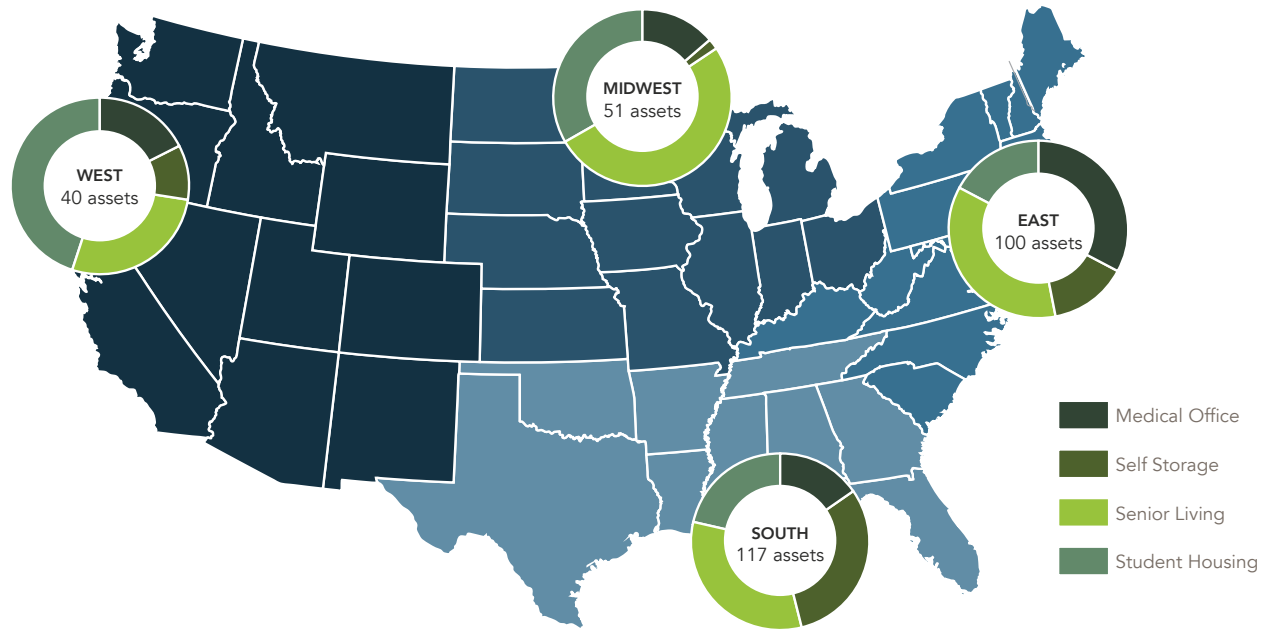 MIDWEST
51 assets
WEST
40 assets
EAST
100 assets
SOUTH
117 assets
Medical Office
Self Storage
Senior Living
Student Housing